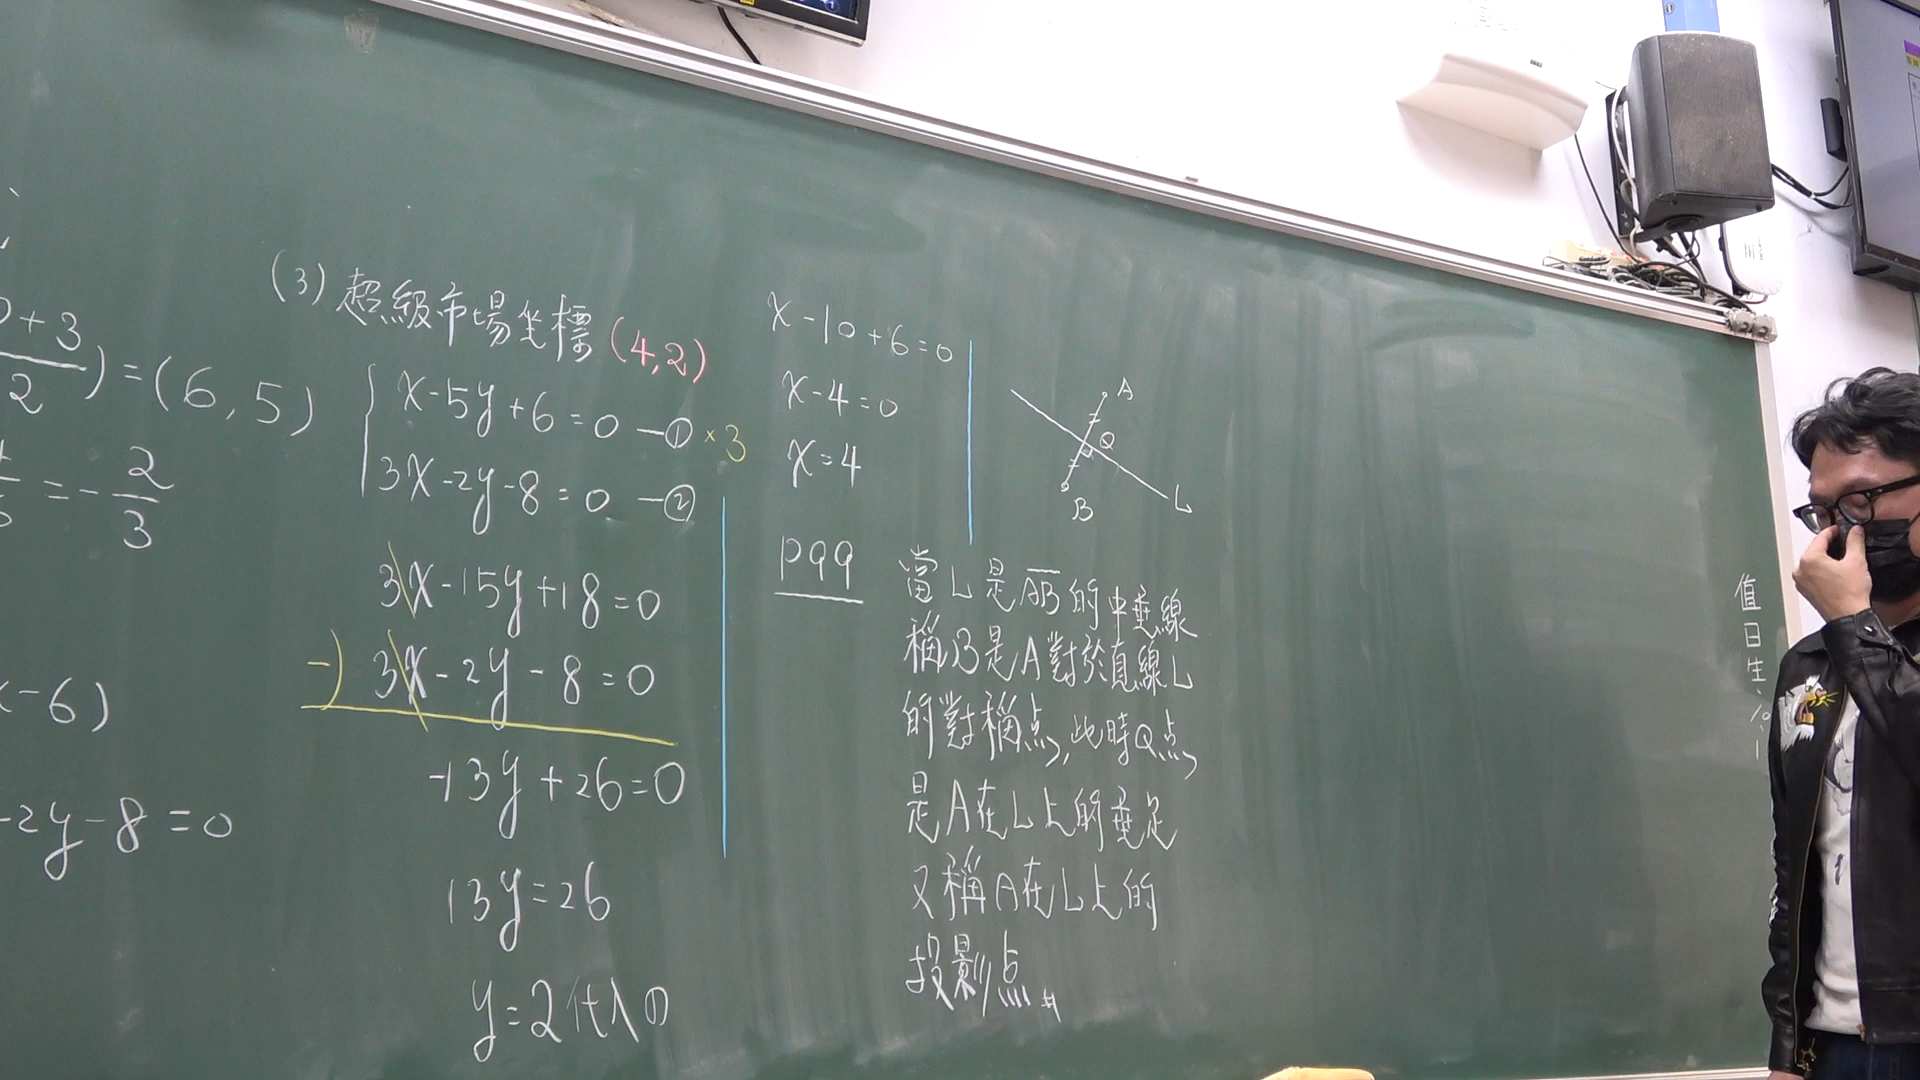 0+3
2
)=(6,5)
=-2/3
(-6)
-2y-8=0
(3)超級市場坐標(4,2)
x-5y+6=0—①×3
3x-2y-8=0—②
3x-15y+18=0
-) 3x-2y-8=0
-13y+26=0
13y=26
y=2代入①
x-10+6=0
x-4=0
x=4
A
Q
B
L
P99
當L是AB的中垂線
稱B是A對於直線L
的對稱點,此時Q點,
是A在L上的垂足
又稱A在L上的
投影點。#
值日生: